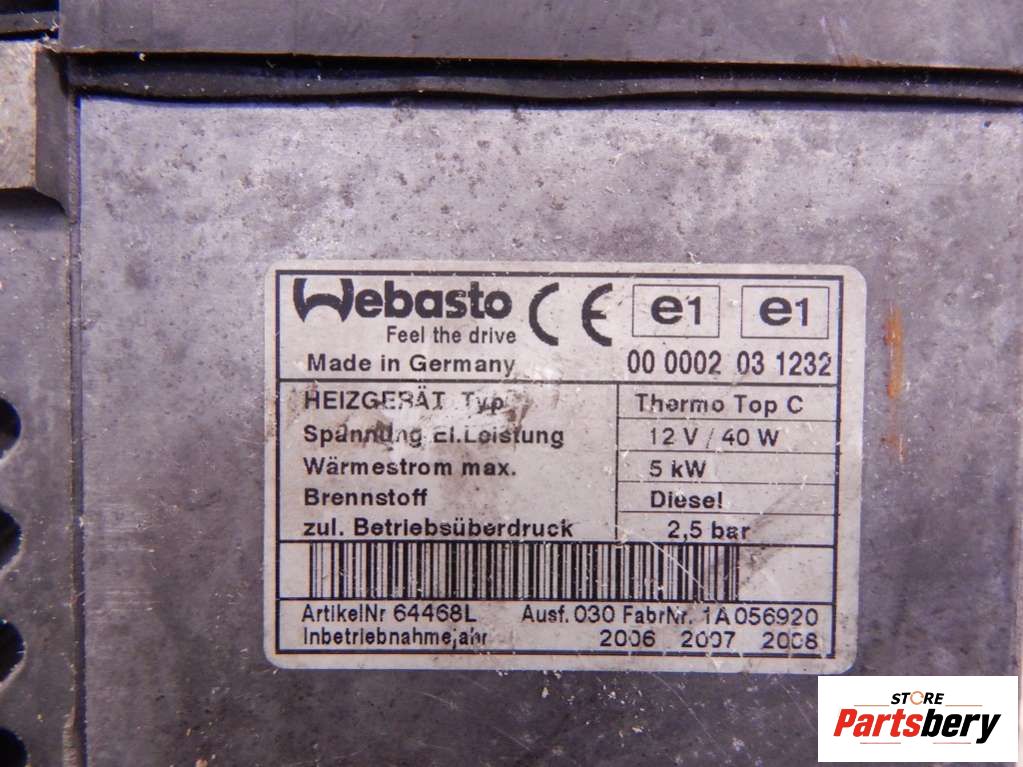 Webasto
Feel the drive
Made in Germany
CE e1 e1
00 0002 03 1232
HEIZGERÄT Typ Thermo Top C
Spannung El.Leistung 12 V / 40 W
Wärmestrom max. 5 kW
Brennstoff Diesel
zul. Betriebsüberdruck 2,5 bar
ArtikelNr 64468L Ausf. 030 FabrNr. 1A056920
Inbetriebnahmejahr 2006 2007 2008
STORE
Partsbery